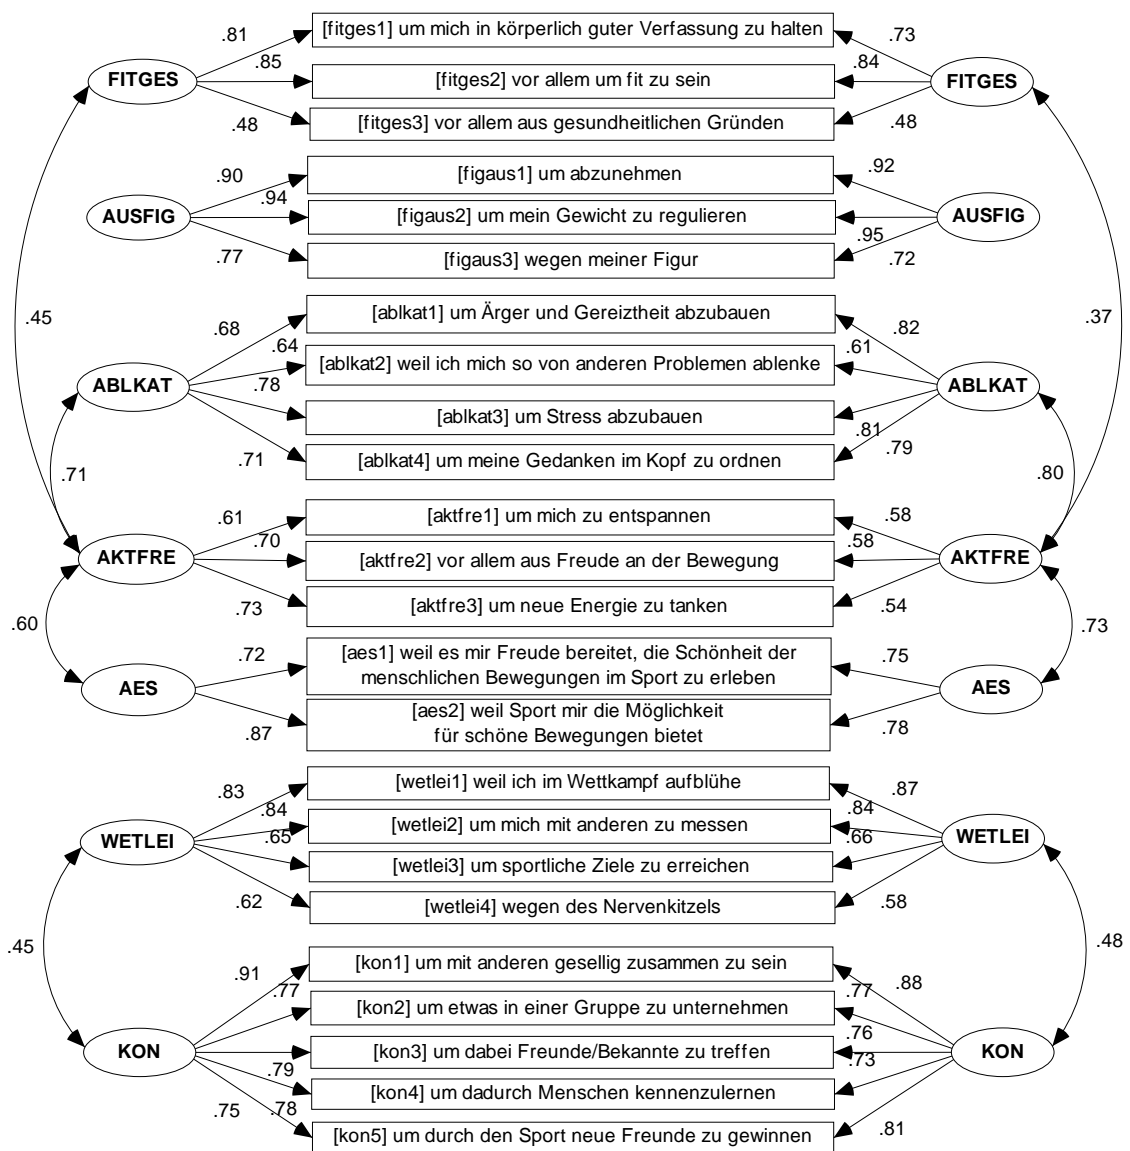 .81
[fitges1] um mich in körperlich guter Verfassung zu halten
.73
FITGES
.85
[fitges2] vor allem um fit zu sein
.84
FITGES
.48
[fitges3] vor allem aus gesundheitlichen Gründen
.48
.90
[figaus1] um abzunehmen
.92
AUSFIG
.94
[figaus2] um mein Gewicht zu regulieren
.95
AUSFIG
.77
[figaus3] wegen meiner Figur
.72
.45
.37
.68
[ablkat1] um Ärger und Gereiztheit abzubauen
.82
.64
[ablkat2] weil ich mich so von anderen Problemen ablenke
.61
ABLKAT
.78
[ablkat3] um Stress abzubauen
.81
ABLKAT
.71
[ablkat4] um meine Gedanken im Kopf zu ordnen
.79
.71
.80
.61
[aktfre1] um mich zu entspannen
.58
AKTFRE
.70
[aktfre2] vor allem aus Freude an der Bewegung
.58
AKTFRE
.73
[aktfre3] um neue Energie zu tanken
.54
.60
.73
.72
[aes1] weil es mir Freude bereitet, die Schönheit der
menschlichen Bewegungen im Sport zu erleben
.75
AES
AES
.87
[aes2] weil Sport mir die Möglichkeit
für schöne Bewegungen bietet
.78
.83
[wetlei1] weil ich im Wettkampf aufblühe
.87
.84
[wetlei2] um mich mit anderen zu messen
.84
WETLEI
.65
[wetlei3] um sportliche Ziele zu erreichen
.66
WETLEI
.62
[wetlei4] wegen des Nervenkitzels
.58
.45
.48
.91
[kon1] um mit anderen gesellig zusammen zu sein
.88
.77
[kon2] um etwas in einer Gruppe zu unternehmen
.77
KON
[kon3] um dabei Freunde/Bekannte zu treffen
.76
KON
.79
[kon4] um dadurch Menschen kennenzulernen
.73
.75
.78
[kon5] um durch den Sport neue Freunde zu gewinnen
.81